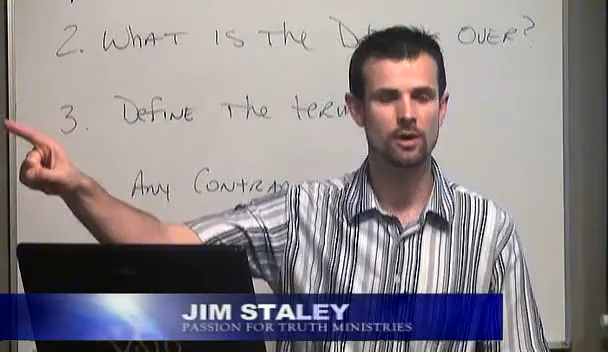 2. WHAT IS THE OVER?
3. DEFINE THE
ANY
JIM STALEY
PASSION FOR TRUTH MINISTRIES